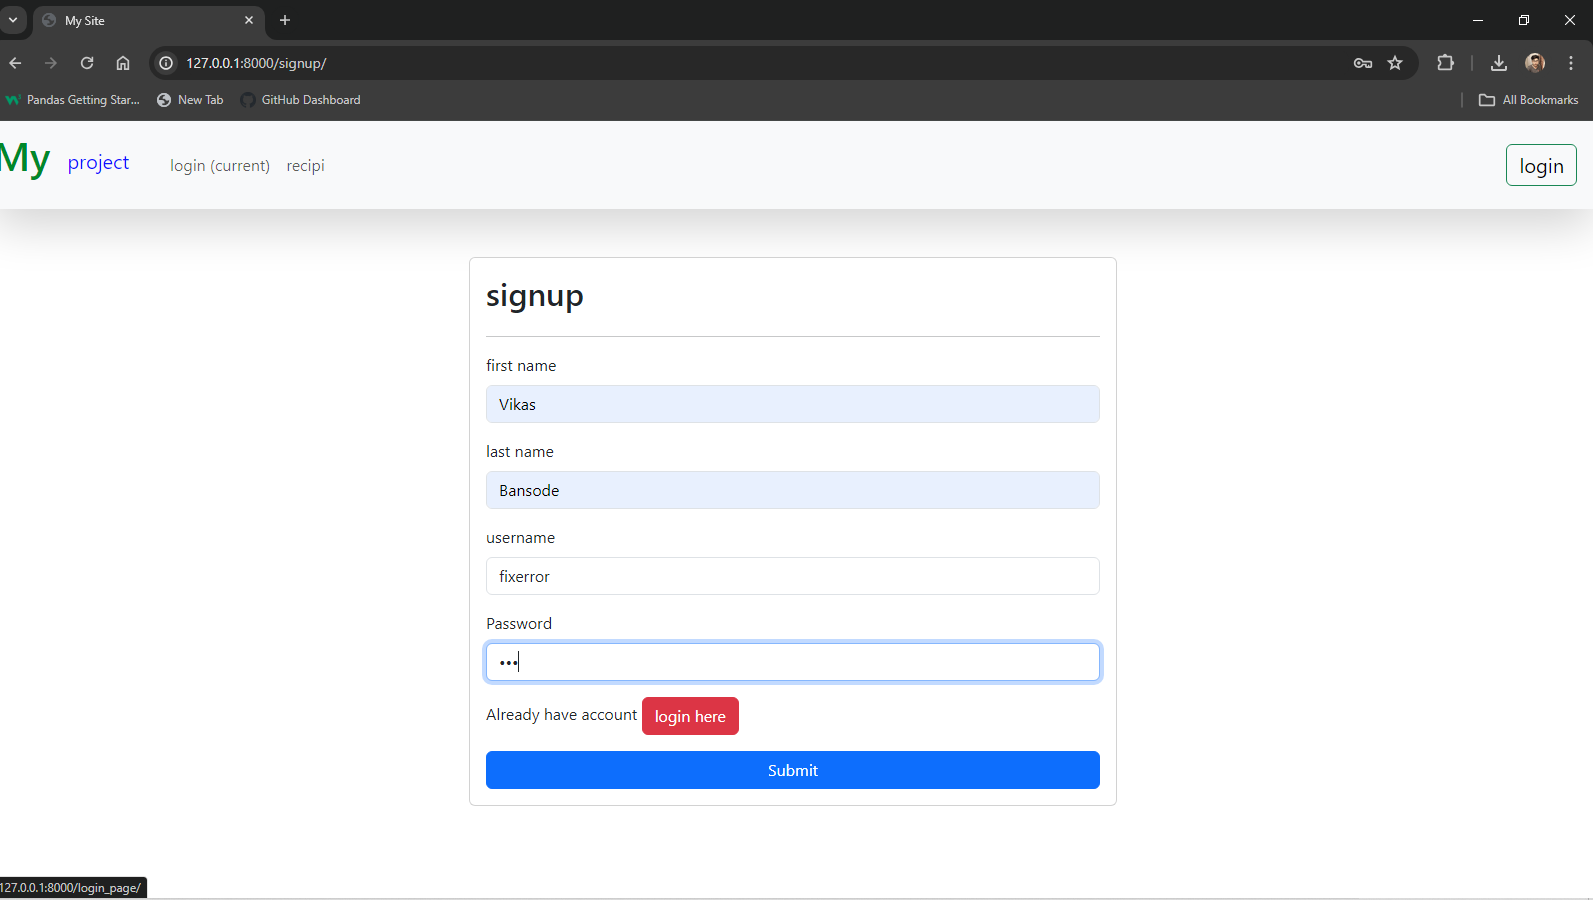 My Site
127.0.0.1:8000/signup/
Pandas Getting Star... New Tab GitHub Dashboard All Bookmarks
My project login (current) recipi login
signup
first name
Vikas
last name
Bansode
username
fixerror
Password
•••
Already have account login here
Submit
127.0.0.1:8000/login_page/